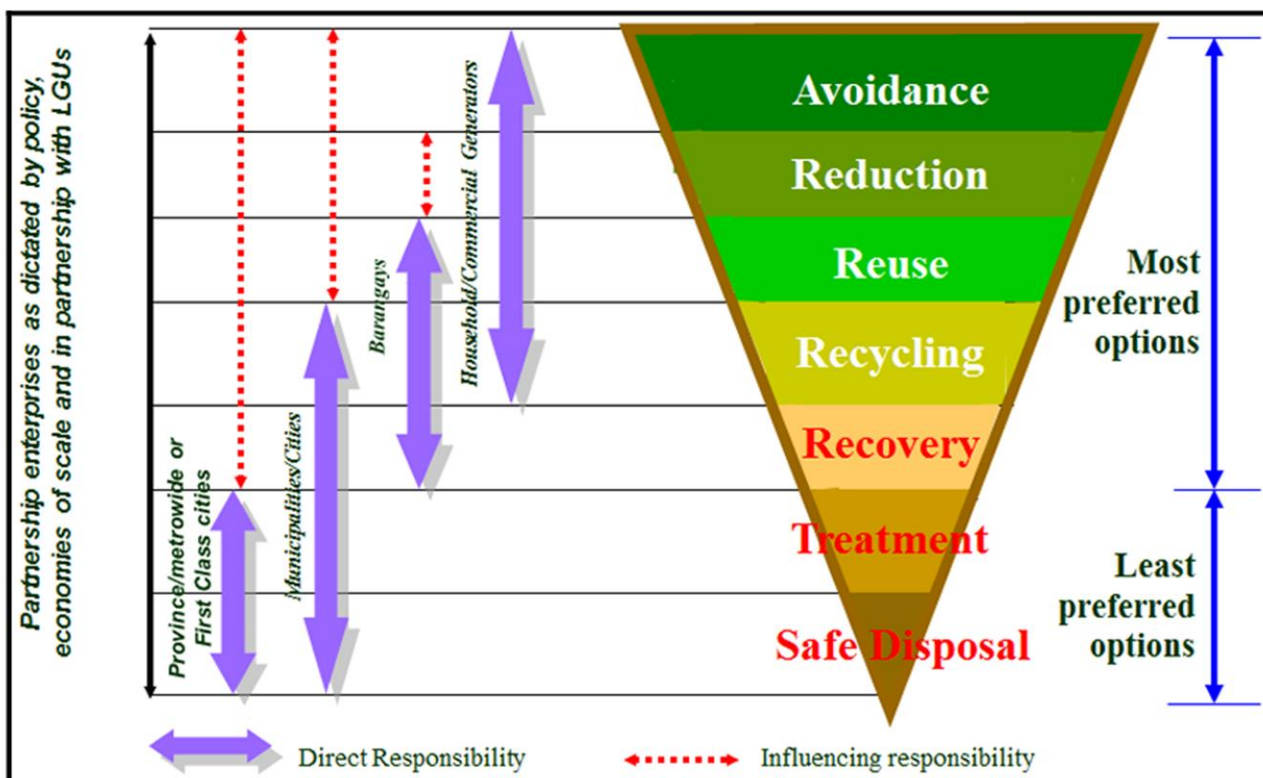 Partnership enterprises as dictated by policy,
economies of scale and in partnership with LGUs
Province/metrowide or
First Class cities
Municipalities/Cities
Barangays
Household/Commercial Generators
Avoidance
Reduction
Reuse
Recycling
Recovery
Treatment
Safe Disposal
Most
preferred
options
Least
preferred
options
Direct Responsibility
Influencing responsibility